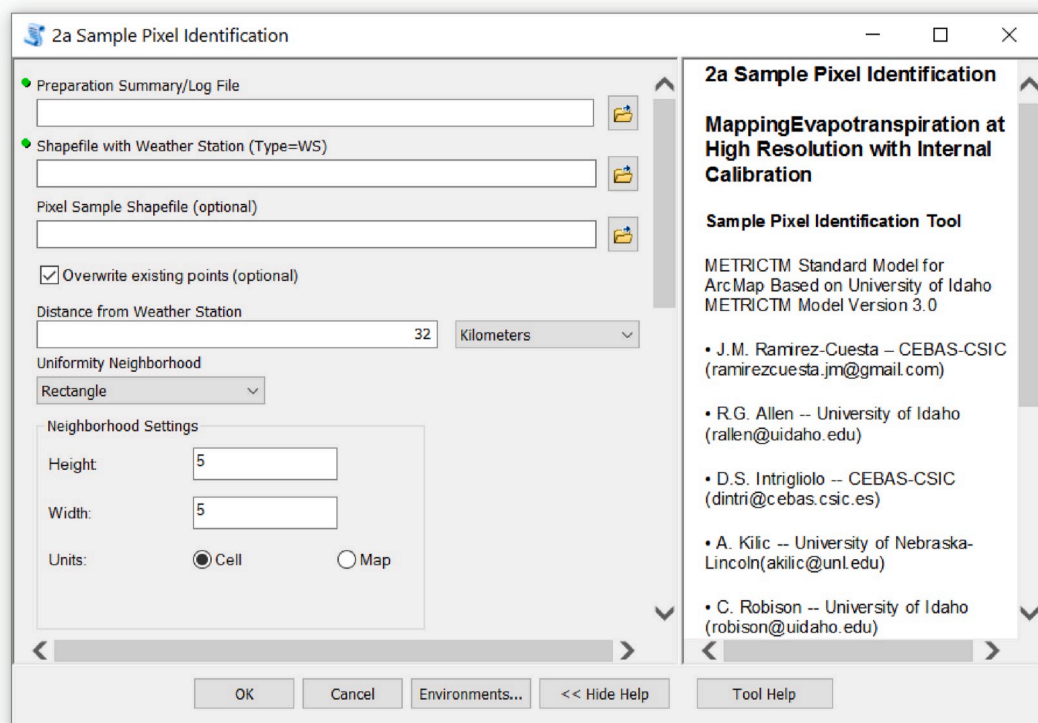 2a Sample Pixel Identification
Preparation Summary/Log File
Shapefile with Weather Station (Type=WS)
Pixel Sample Shapefile (optional)
Overwrite existing points (optional)
Distance from Weather Station
32 Kilometers
Uniformity Neighborhood
Rectangle
Neighborhood Settings
Height: 5
Width: 5
Units: Cell Map
2a Sample Pixel Identification
MappingEvapotranspiration at
High Resolution with Internal
Calibration
Sample Pixel Identification Tool
METRICTM Standard Model for
ArcMap Based on University of Idaho
METRICTM Model Version 3.0
• J.M. Ramirez-Cuesta – CEBAS-CSIC
(ramirezcuesta.jm@gmail.com)
• R.G. Allen -- University of Idaho
(rallen@uidaho.edu)
• D.S. Intrigliolo -- CEBAS-CSIC
(dintri@cebas.csic.es)
• A. Kilic -- University of Nebraska-
Lincoln(akilic@unl.edu)
• C. Robison -- University of Idaho
(robison@uidaho.edu)
OK Cancel Environments... << Hide Help Tool Help